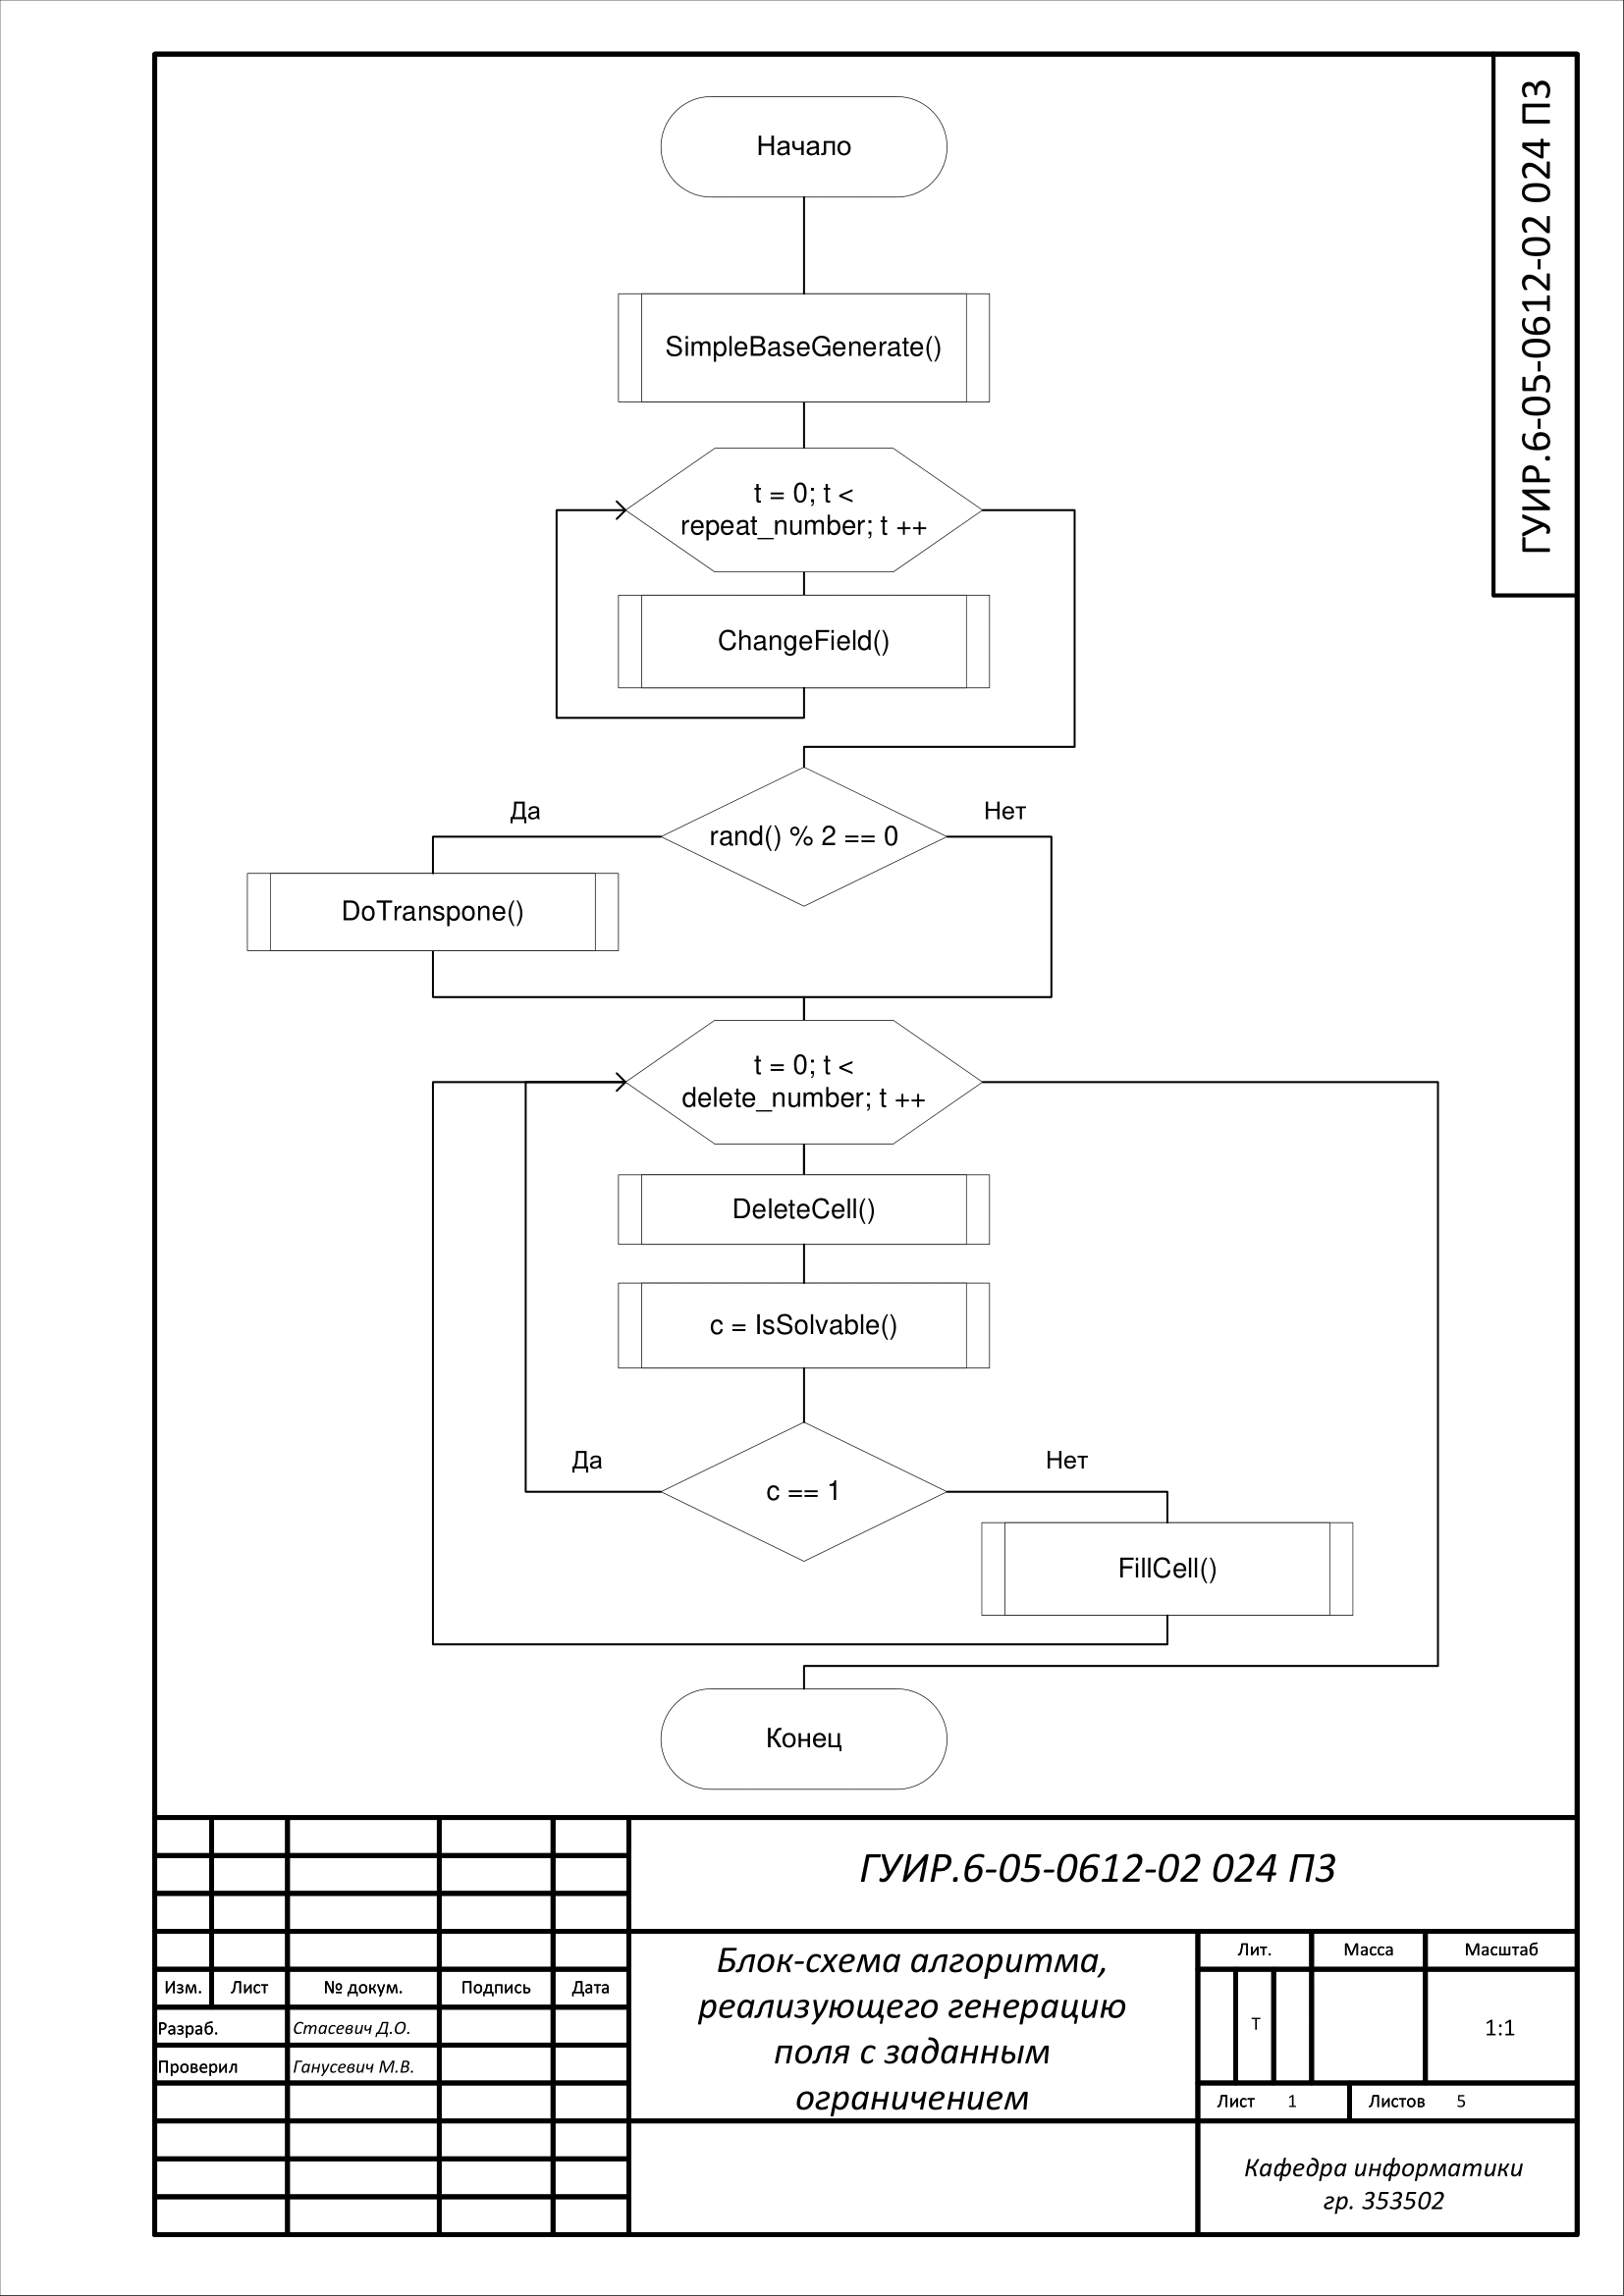 ГУИР.6-05-0612-02 024 ПЗ
Начало
SimpleBaseGenerate()
t = 0; t <
repeat_number; t ++
ChangeField()
Да
Нет
rand() % 2 == 0
DoTranspone()
t = 0; t <
delete_number; t ++
DeleteCell()
c = IsSolvable()
Да
Нет
c == 1
FillCell()
Конец
ГУИР.6-05-0612-02 024 ПЗ
Блок-схема алгоритма,
реализующего генерацию
поля с заданным
ограничением
Лит.
Масса
Масштаб
Изм.
Лист
№ докум.
Подпись
Дата
Т
1:1
Разраб.
Стасевич Д.О.
Проверил
Ганусевич М.В.
Лист 1
Листов 5
Кафедра информатики
гр. 353502